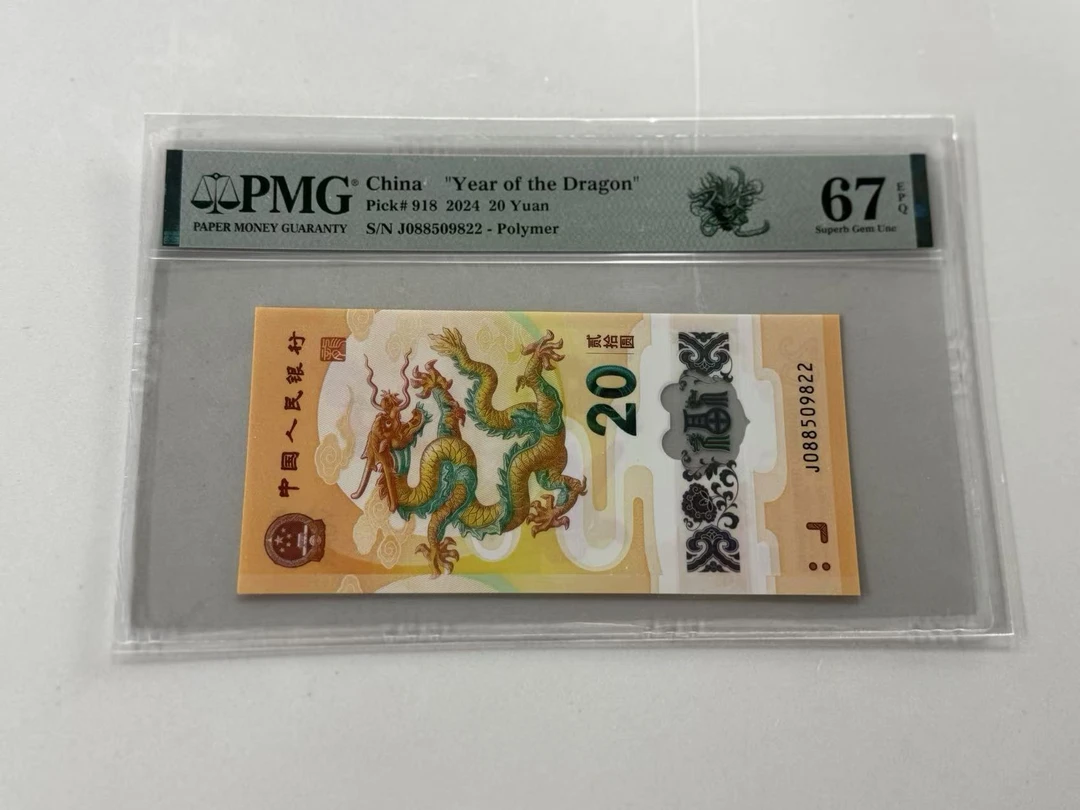 PMG®
PAPER MONEY GUARANTY
China "Year of the Dragon"
Pick# 918 2024 20 Yuan
S/N J088509822 - Polymer
67
EPQ
Superb Gem Unc
中国人民银行
贰拾圆
20
福
J088509822